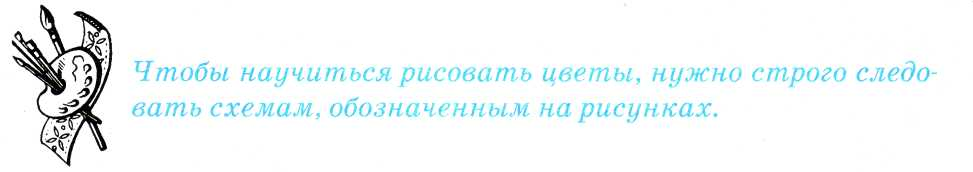 Чтобы научиться рисовать цветы, нужно строго следо-
вать схемам, обозначенным на рисунках.